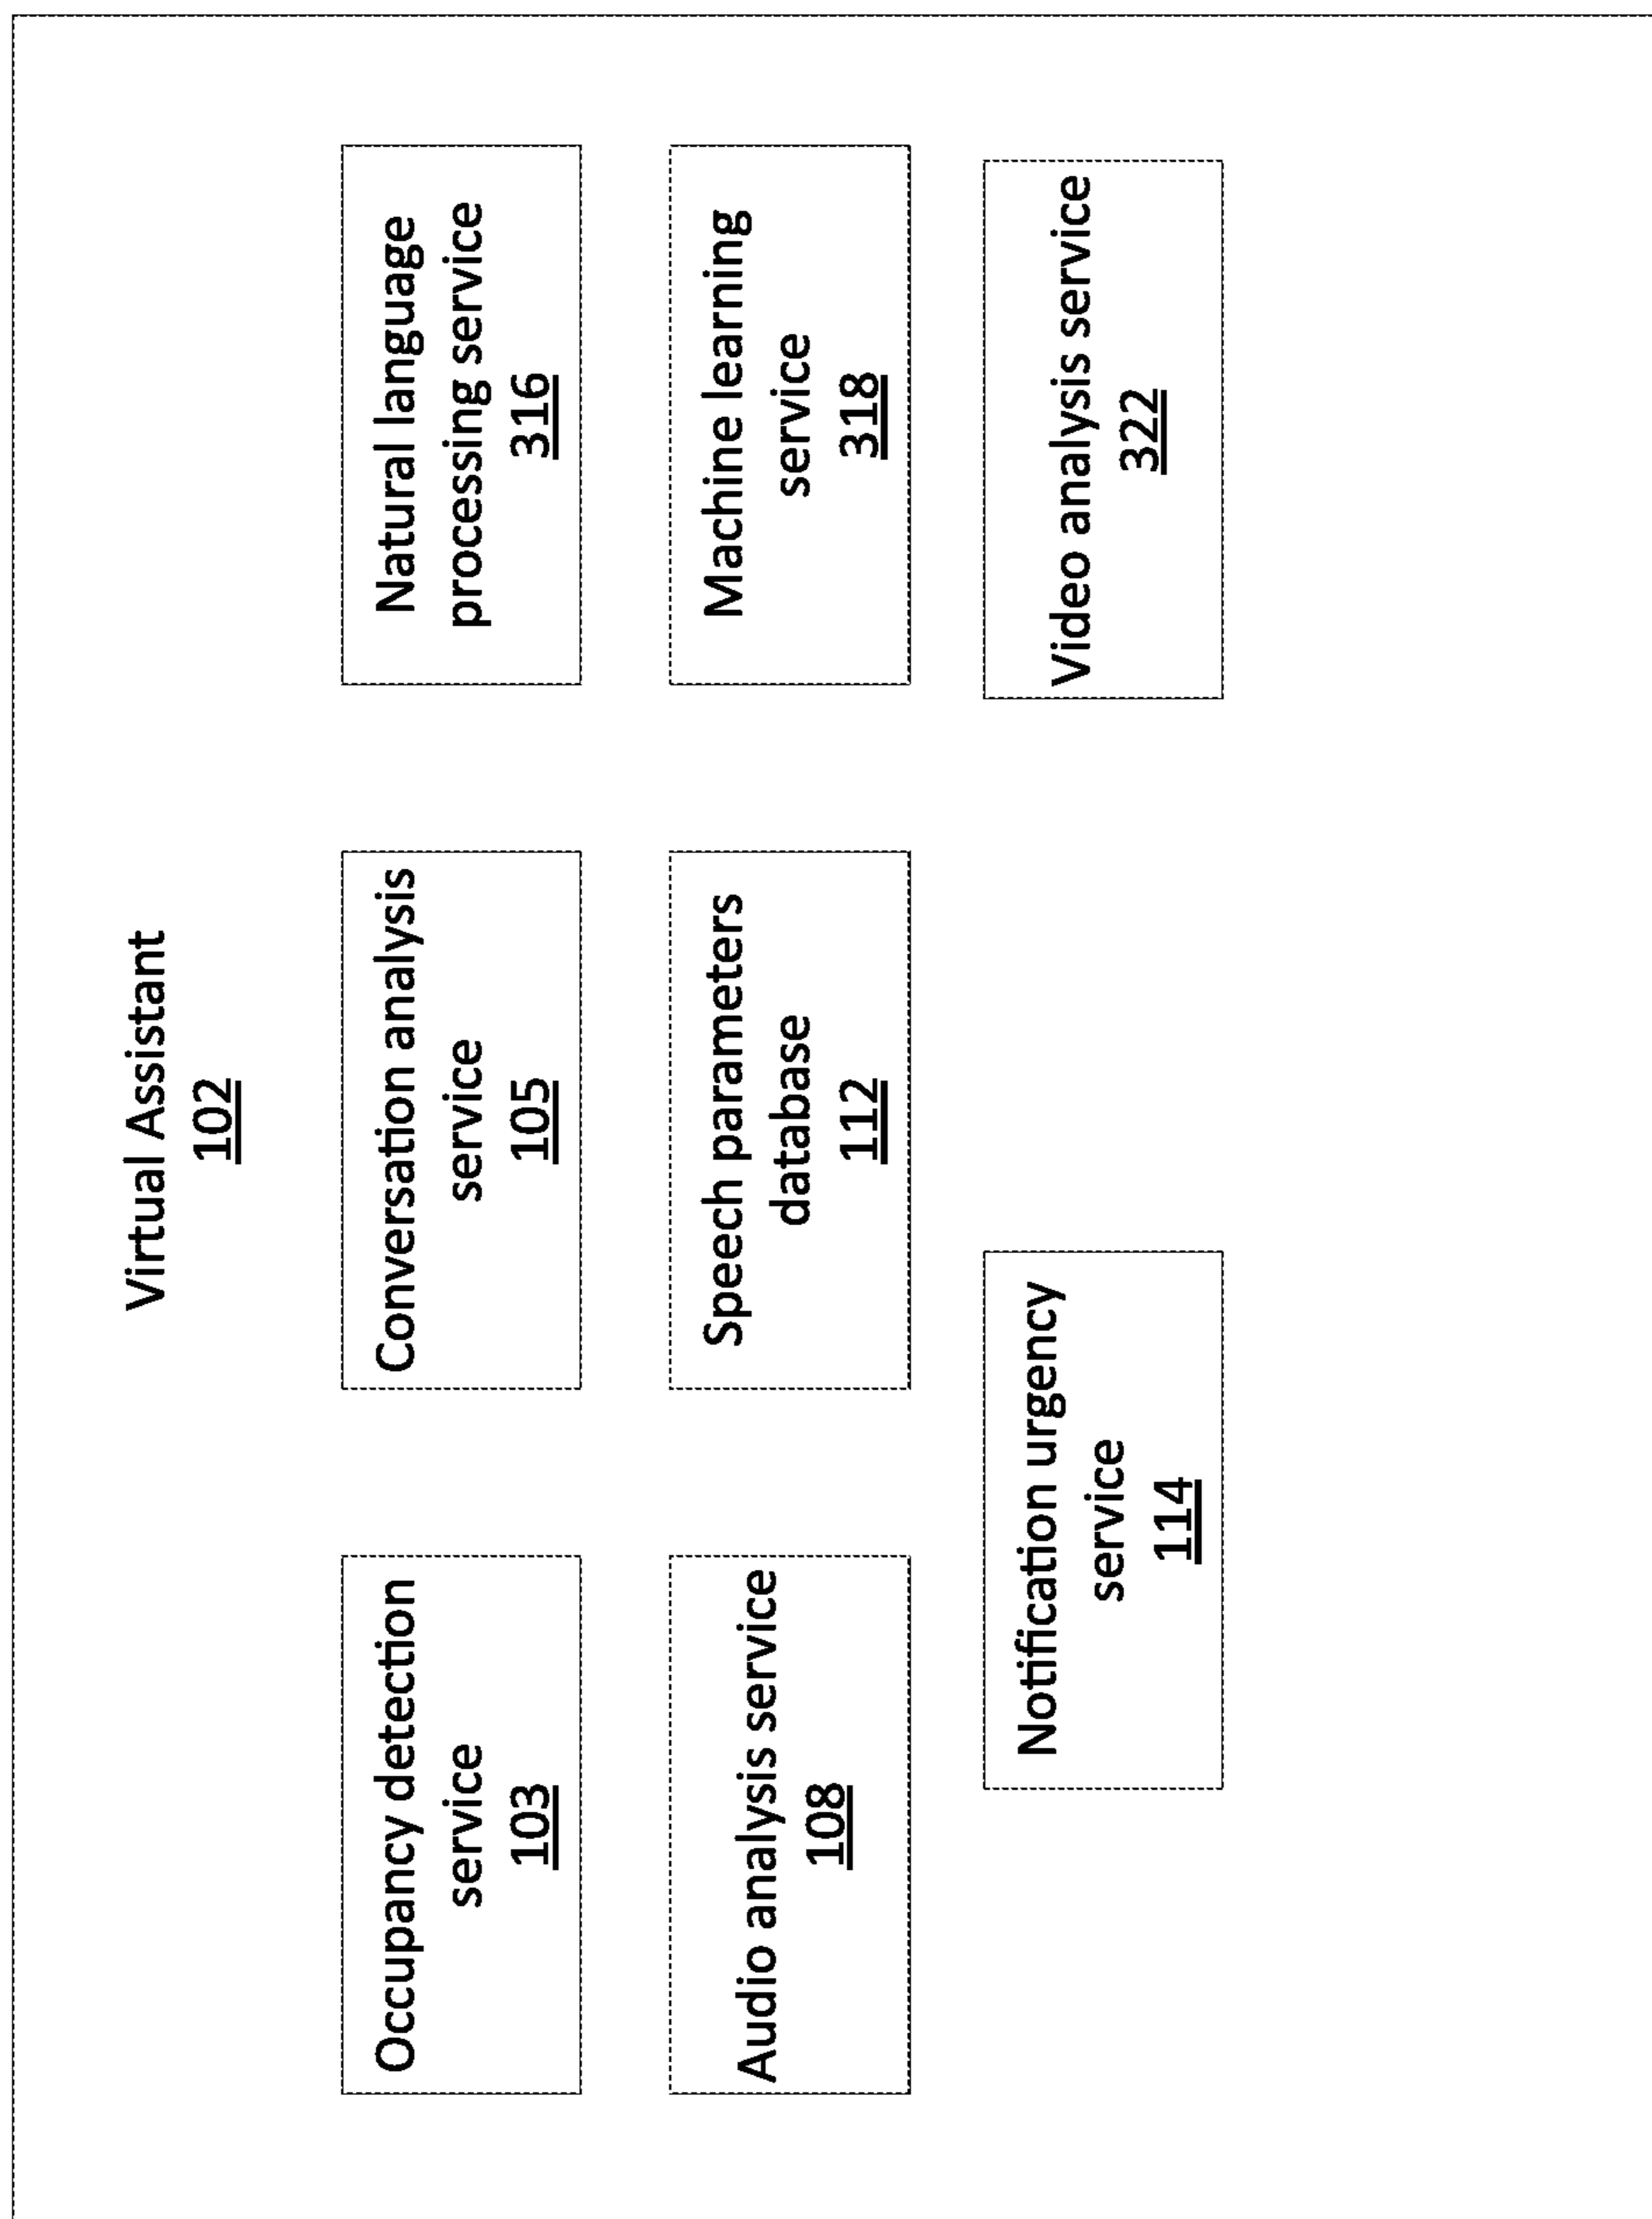 Virtual Assistant
102
Occupancy detection
service
103
Conversation analysis
service
105
Natural language
processing service
316
Audio analysis service
108
Speech parameters
database
112
Machine learning
service
318
Notification urgency
service
114
Video analysis service
322